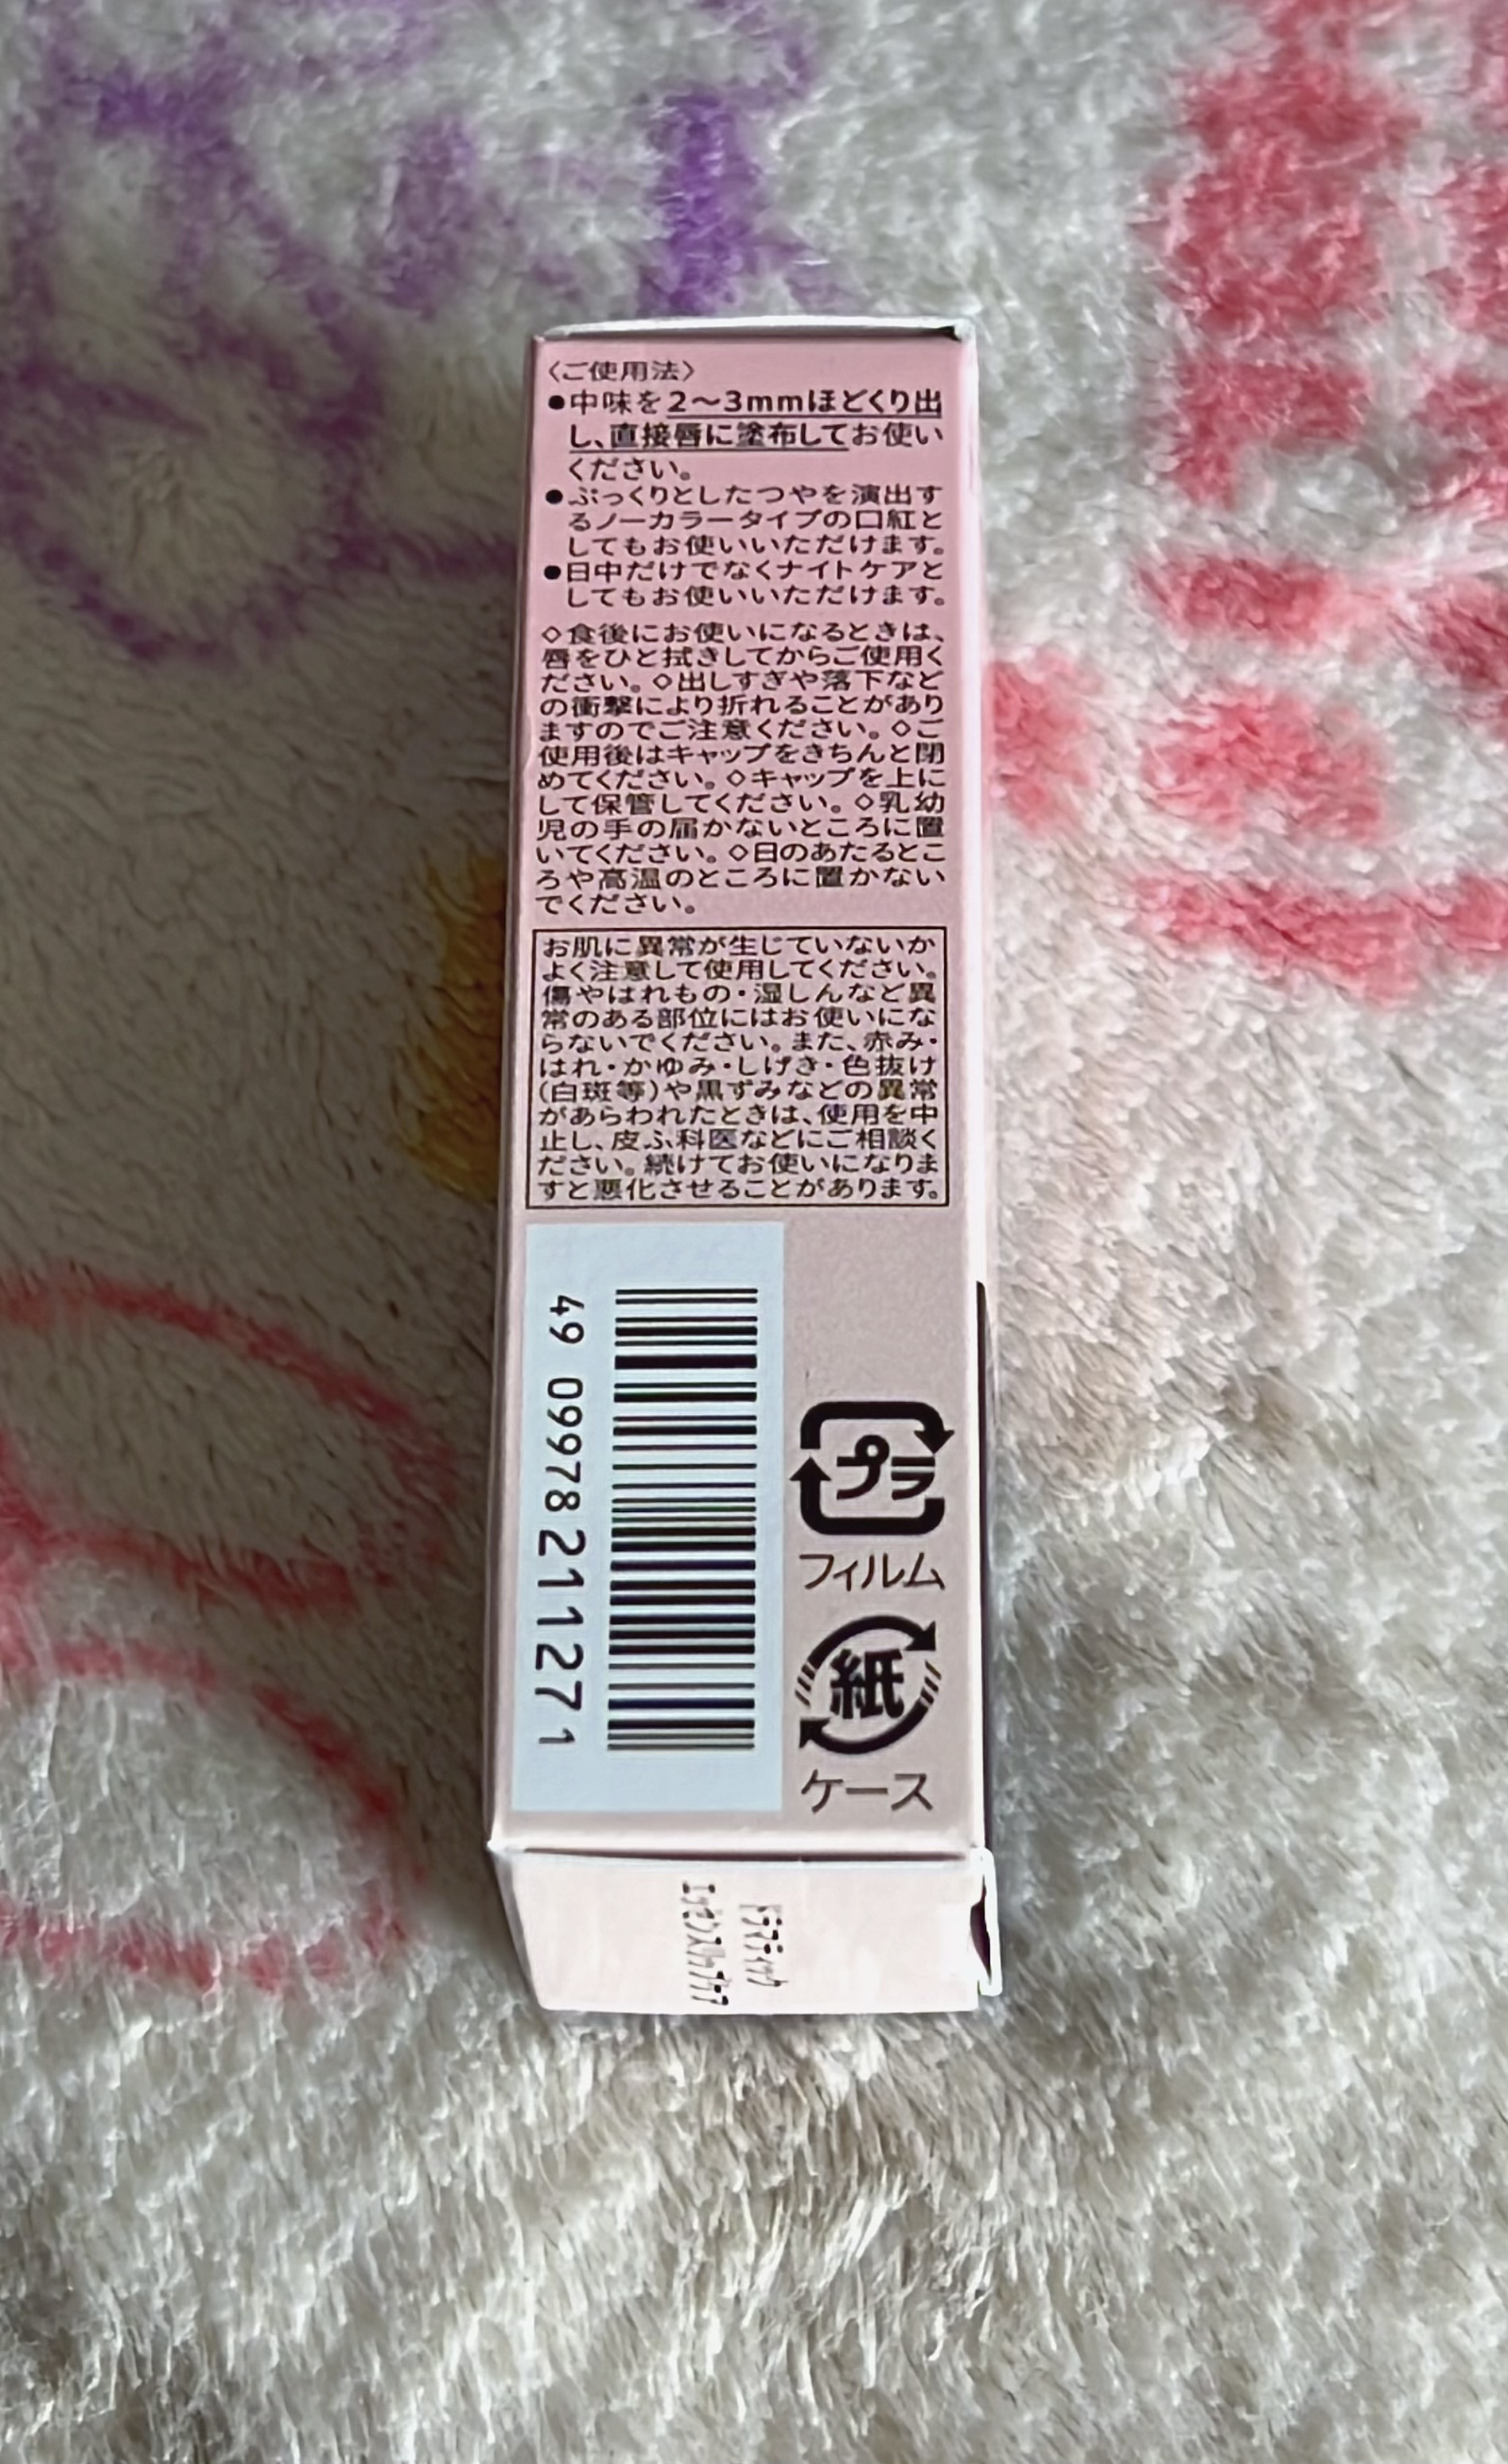 〈ご使用法〉
●中味を2〜3mmほどくり出
し、直接唇に塗布してお使い
ください。
●ぷっくりとしたつやを演出す
るノーカラータイプの口紅と
してもお使いいただけます。
●日中だけでなくナイトケアと
してもお使いいただけます。
◇食後にお使いになるときは、
唇をひと拭きしてからご使用く
ださい。◇出しすぎや落下など
の衝撃により折れることがあり
ますのでご注意ください。◇ご
使用後はキャップをきちんと閉
めてください。◇キャップを上に
して保管してください。◇乳幼
児の手の届かないところに置
いてください。◇日のあたるとこ
ろや高温のところに置かない
でください。
お肌に異常が生じていないか
よく注意して使用してください。
傷やはれもの・湿しんなど異
常のある部位にはお使いにな
らないでください。また、赤み・
はれ・かゆみ・しげき・色抜け
(白斑等)や黒ずみなどの異常
があらわれたときは、使用を中
止し、皮ふ科医などにご相談く
ださい。続けてお使いになりま
すと悪化させることがあります。
49 09978 211271
プラ
フィルム
紙
ケース
ドラマティック